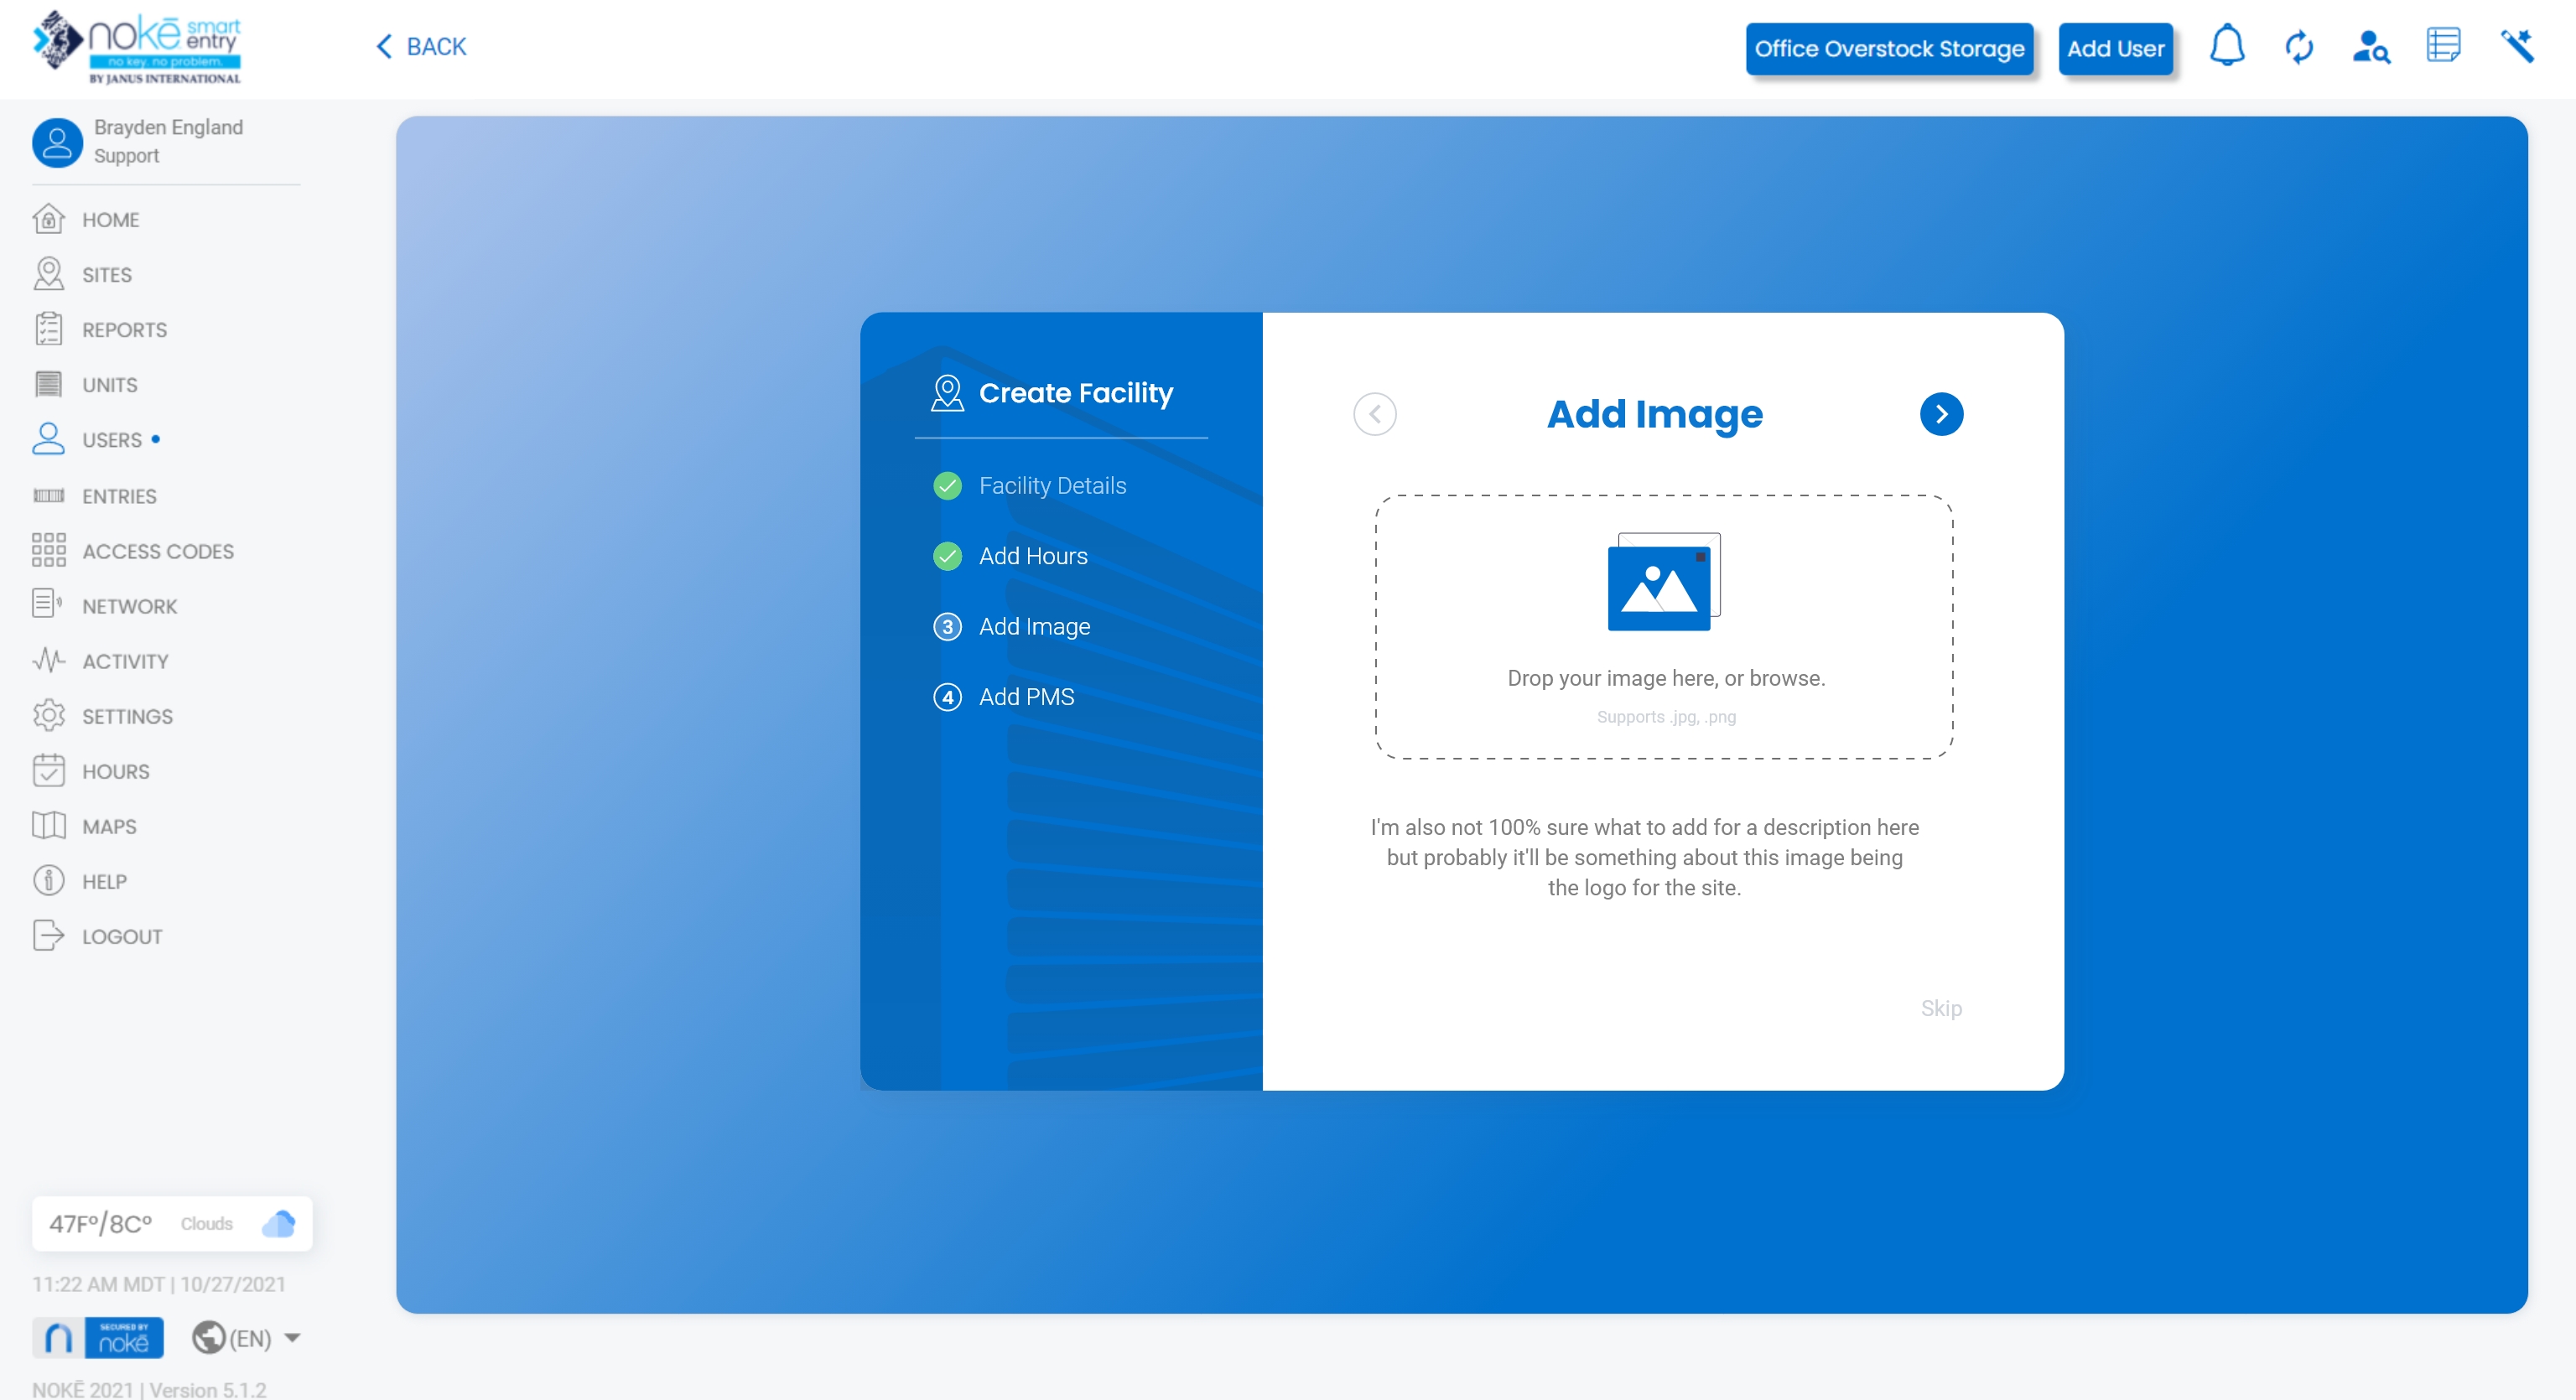 nokē smart entry
no key. no problem.
BY JANUS INTERNATIONAL
BACK
Office Overstock Storage
Add User
Brayden England
Support
HOME
SITES
REPORTS
UNITS
USERS
ENTRIES
ACCESS CODES
NETWORK
ACTIVITY
SETTINGS
HOURS
MAPS
HELP
LOGOUT
47F°/8C° Clouds
11:22 AM MDT | 10/27/2021
SECURED BY
nokē
(EN)
NOKĒ 2021 | Version 5.1.2
Create Facility
Facility Details
Add Hours
3 Add Image
4 Add PMS
Add Image
Drop your image here, or browse.
Supports .jpg, .png
I'm also not 100% sure what to add for a description here
but probably it'll be something about this image being
the logo for the site.
Skip